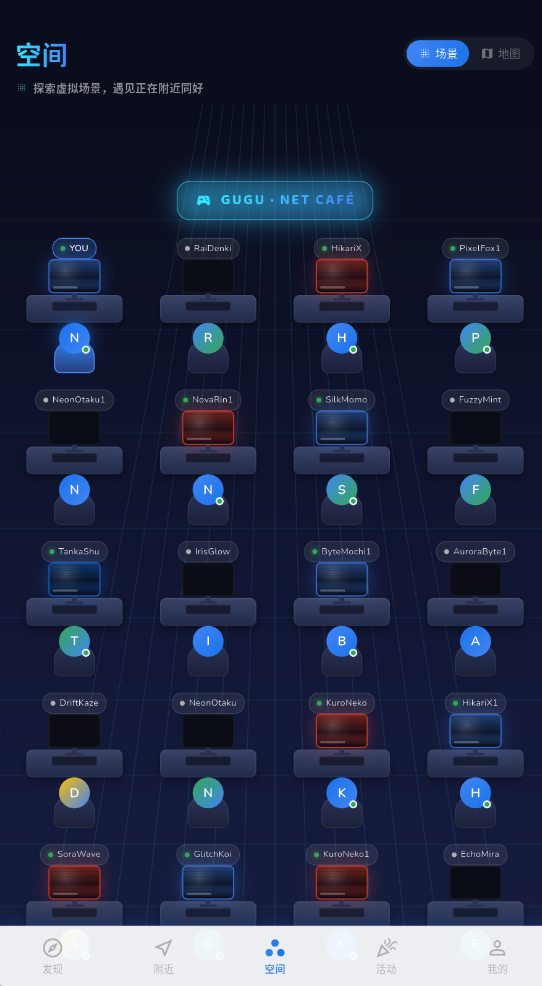 空间
场景
地图
探索虚拟场景，遇见正在附近同好
GUGU · NET CAFÉ
YOU
RaiDenki
HikariX
PixelFox1
N
R
H
P
NeonOtaku1
NovaRin1
SilkMomo
FuzzyMint
N
N
S
F
TankaShu
IrisGlow
ByteMochi1
AuroraByte1
T
I
B
A
DriftKaze
NeonOtaku
KuroNeko
HikariX1
D
N
K
H
SoraWave
GlitchKoi
KuroNeko1
EchoMira
S
G
K
E
发现
附近
空间
活动
我的